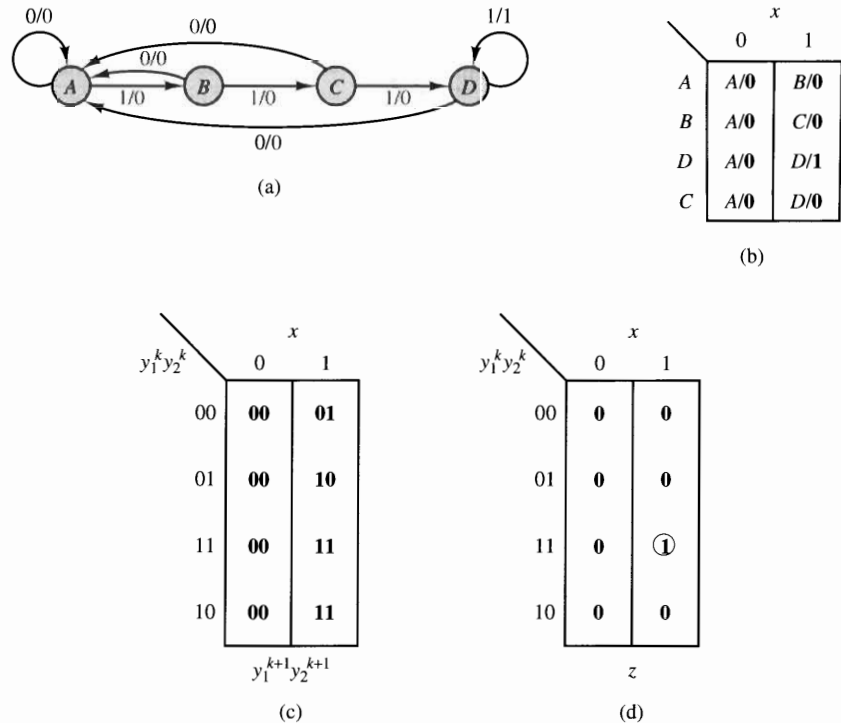 0/0
0/0
1/1
0/0
A
B
C
D
1/0
1/0
1/0
0/0
(a)
x
0 1
A A/0 B/0
B A/0 C/0
D A/0 D/1
C A/0 D/0
(b)
x
y₁ᵏy₂ᵏ 0 1
00 00 01
01 00 10
11 00 11
10 00 11
y₁ᵏ⁺¹y₂ᵏ⁺¹
(c)
x
y₁ᵏy₂ᵏ 0 1
00 0 0
01 0 0
11 0 1
10 0 0
z
(d)